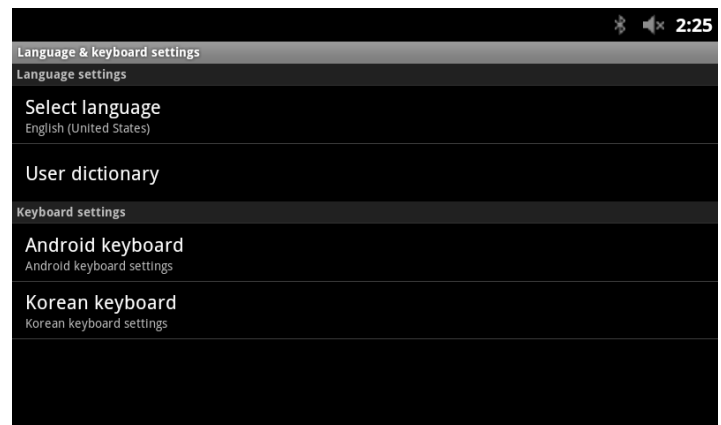 2:25
Language & keyboard settings
Language settings
Select language
English (United States)
User dictionary
Keyboard settings
Android keyboard
Android keyboard settings
Korean keyboard
Korean keyboard settings